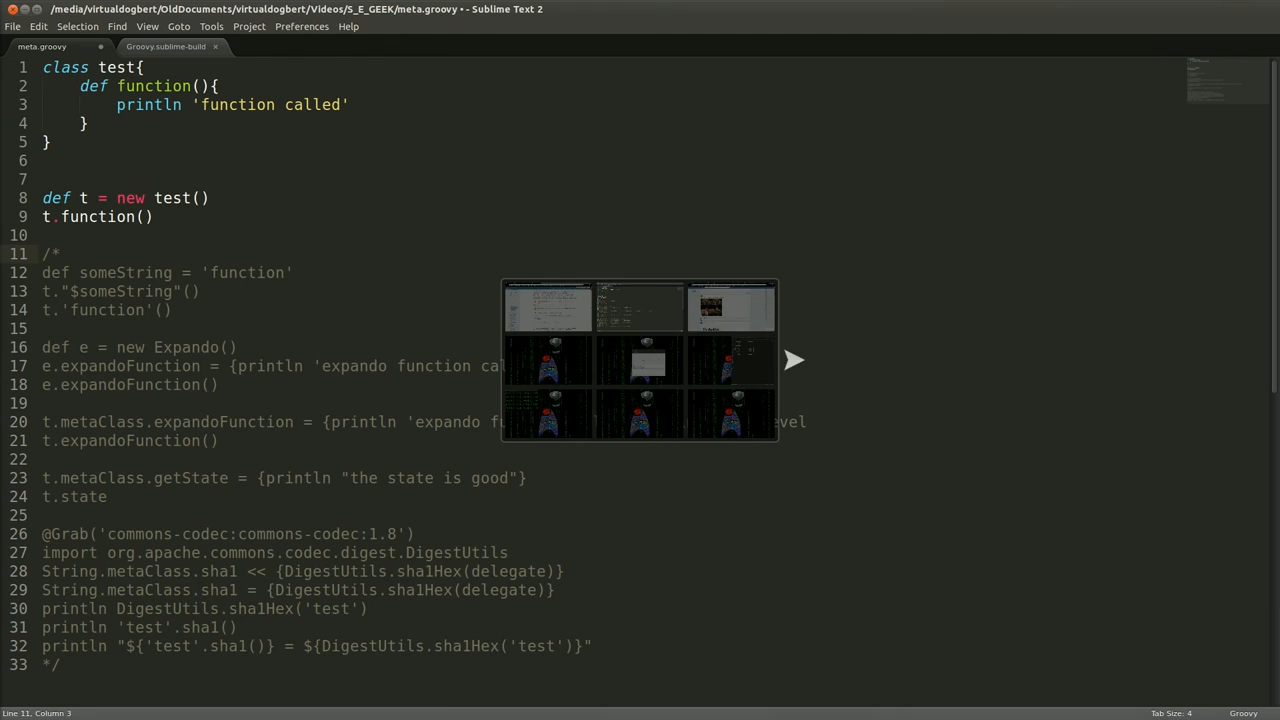 /media/virtualdogbert/OldDocuments/virtualdogbert/Videos/S_E_GEEK/meta.groovy • - Sublime Text 2
File Edit Selection Find View Goto Tools Project Preferences Help
meta.groovy Groovy.sublime-build ×
1 class test{
2 def function(){
3 println 'function called'
4 }
5 }
6
7
8 def t = new test()
9 t.function()
10
11 /*
12 def someString = 'function'
13 t."$someString"()
14 t.'function'()
15
16 def e = new Expando()
17 e.expandoFunction = {println 'expando function cal
18 e.expandoFunction()
19
20 t.metaClass.expandoFunction = {println 'expando fu vel
21 t.expandoFunction()
22
23 t.metaClass.getState = {println "the state is good"}
24 t.state
25
26 @Grab('commons-codec:commons-codec:1.8')
27 import org.apache.commons.codec.digest.DigestUtils
28 String.metaClass.sha1 << {DigestUtils.sha1Hex(delegate)}
29 String.metaClass.sha1 = {DigestUtils.sha1Hex(delegate)}
30 println DigestUtils.sha1Hex('test')
31 println 'test'.sha1()
32 println "${'test'.sha1()} = ${DigestUtils.sha1Hex('test')}"
33 */
Line 11, Column 3 Tab Size: 4 Groovy